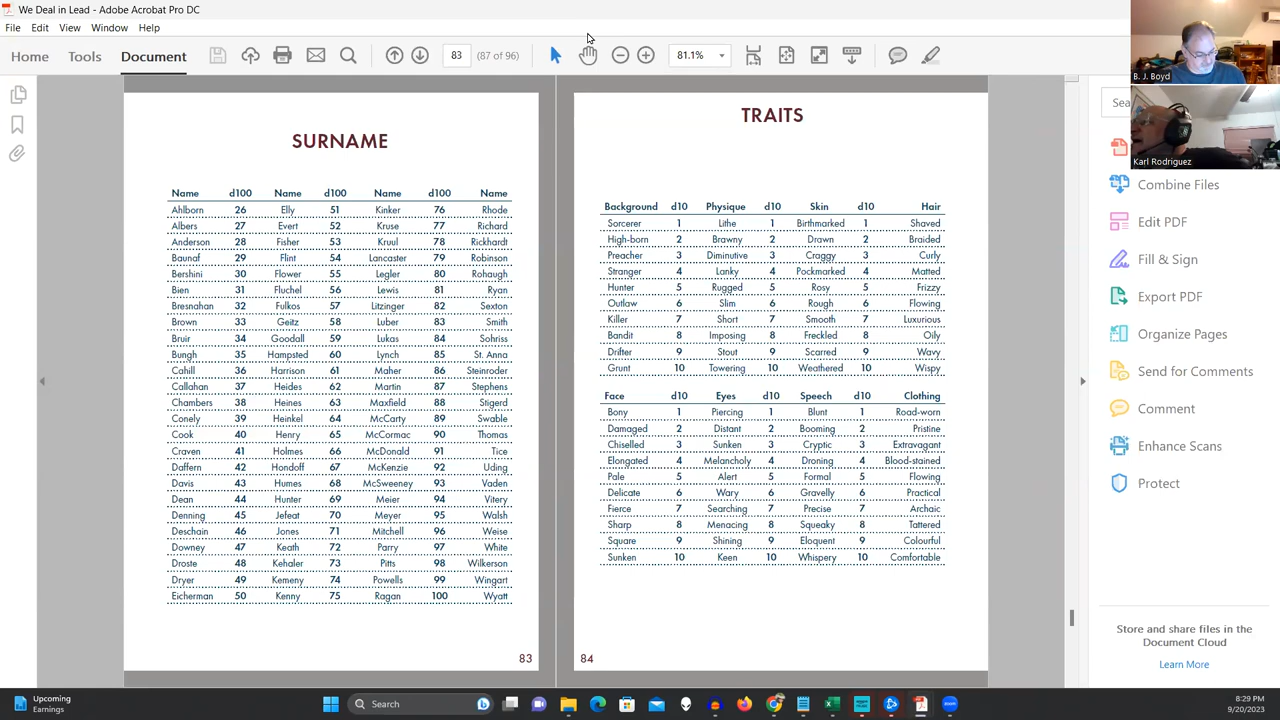 We Deal in Lead - Adobe Acrobat Pro DC
File Edit View Window Help
Home Tools Document 83 (87 of 96) 81.1%
B. J. Boyd
Karl Rodriguez
Sea
Combine Files
Edit PDF
Fill & Sign
Export PDF
Organize Pages
Send for Comments
Comment
Enhance Scans
Protect
Store and share files in the
Document Cloud
Learn More
SURNAME
Name d100 Name d100 Name d100 Name
Ahlborn 26 Elly 51 Kinker 76 Rhode
Albers 27 Evert 52 Kruse 77 Richard
Anderson 28 Fisher 53 Kruul 78 Rickhardt
Baunaf 29 Flint 54 Lancaster 79 Robinson
Bershini 30 Flower 55 Legler 80 Rohaugh
Bien 31 Fluchel 56 Lewis 81 Ryan
Bresnahan 32 Fulkos 57 Litzinger 82 Sexton
Brown 33 Geitz 58 Luber 83 Smith
Bruir 34 Goodall 59 Lukas 84 Sohriss
Bungh 35 Hampsted 60 Lynch 85 St. Anna
Cahill 36 Harrison 61 Maher 86 Steinroder
Callahan 37 Heides 62 Martin 87 Stephens
Chambers 38 Heines 63 Maxfield 88 Stigerd
Conely 39 Heinkel 64 McCarty 89 Swable
Cook 40 Henry 65 McCormac 90 Thomas
Craven 41 Holmes 66 McDonald 91 Tice
Daffern 42 Hondoff 67 McKenzie 92 Uding
Davis 43 Humes 68 McSweeney 93 Vaden
Dean 44 Hunter 69 Meier 94 Vitery
Denning 45 Jefeat 70 Meyer 95 Walsh
Deschain 46 Jones 71 Mitchell 96 Weise
Downey 47 Keath 72 Parry 97 White
Droste 48 Kehaler 73 Pitts 98 Wilkerson
Dryer 49 Kemeny 74 Powells 99 Wingart
Eicherman 50 Kenny 75 Ragan 100 Wyatt
83
TRAITS
Background d10 Physique d10 Skin d10 Hair
Sorcerer 1 Lithe 1 Birthmarked 1 Shaved
High-born 2 Brawny 2 Drawn 2 Braided
Preacher 3 Diminutive 3 Craggy 3 Curly
Stranger 4 Lanky 4 Pockmarked 4 Matted
Hunter 5 Rugged 5 Rosy 5 Frizzy
Outlaw 6 Slim 6 Rough 6 Flowing
Killer 7 Short 7 Smooth 7 Luxurious
Bandit 8 Imposing 8 Freckled 8 Oily
Drifter 9 Stout 9 Scarred 9 Wavy
Grunt 10 Towering 10 Weathered 10 Wispy
Face d10 Eyes d10 Speech d10 Clothing
Bony 1 Piercing 1 Blunt 1 Road-worn
Damaged 2 Distant 2 Booming 2 Pristine
Chiselled 3 Sunken 3 Cryptic 3 Extravagant
Elongated 4 Melancholy 4 Droning 4 Blood-stained
Pale 5 Alert 5 Formal 5 Flowing
Delicate 6 Wary 6 Gravelly 6 Practical
Fierce 7 Searching 7 Precise 7 Archaic
Sharp 8 Menacing 8 Squeaky 8 Tattered
Square 9 Shining 9 Eloquent 9 Colourful
Sunken 10 Keen 10 Whispery 10 Comfortable
84
Upcoming
Earnings
Search
8:29 PM
9/20/2023